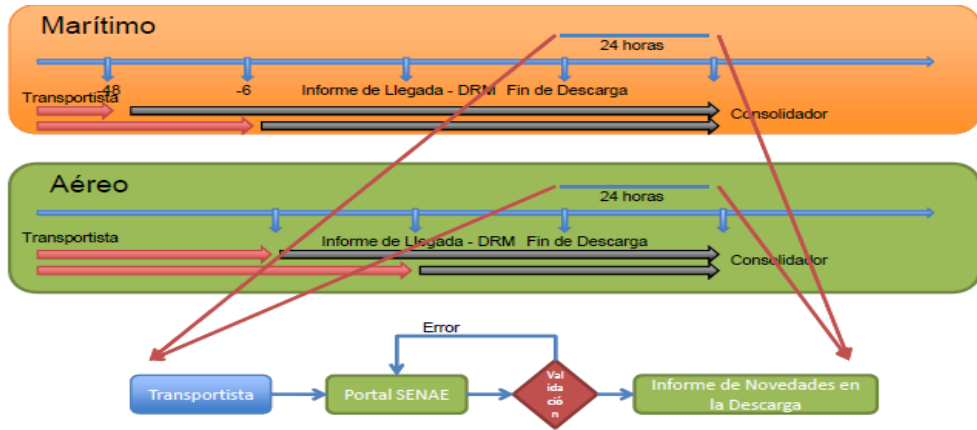 Marítimo
24 horas
-48
-6
Informe de Llegada - DRM
Fin de Descarga
Transportista
Consolidador
Aéreo
24 horas
Transportista
Informe de Llegada - DRM
Fin de Descarga
Consolidador
Error
Transportista
Portal SENAE
Val
ida
ció
n
Informe de Novedades en
la Descarga